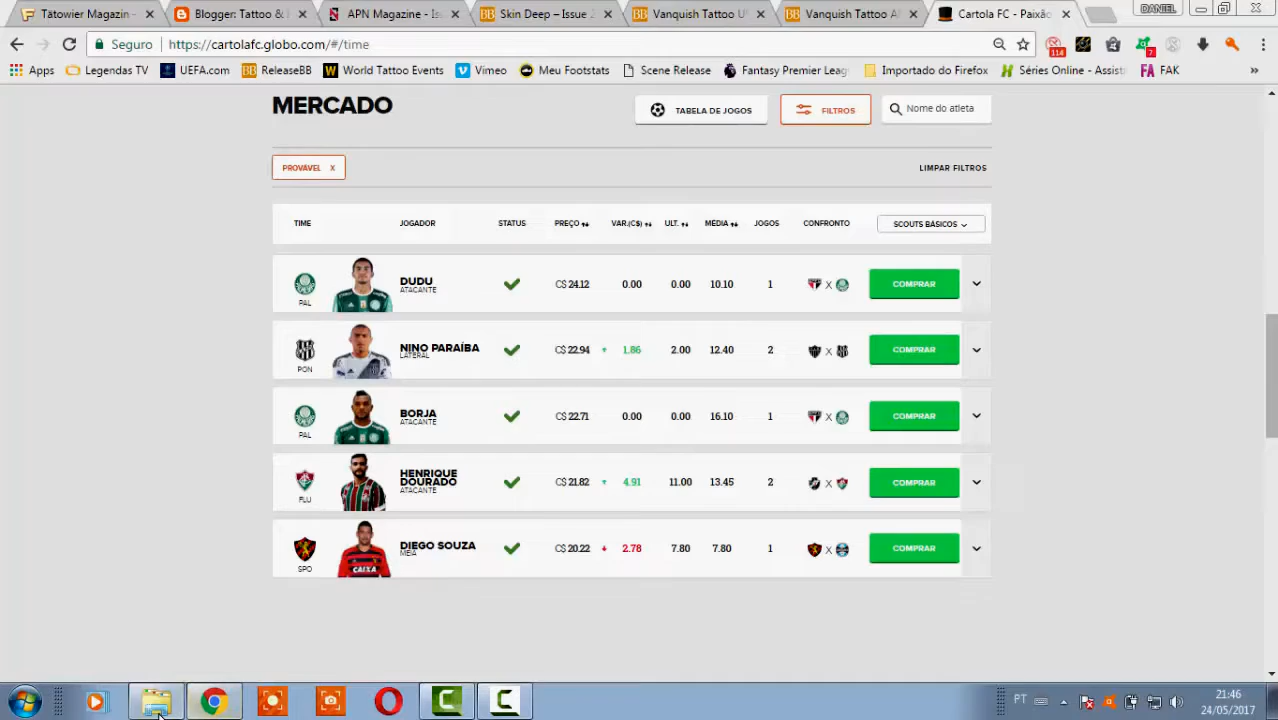 DANIEL
Tätowier Magazin -
Blogger: Tattoo &
APN Magazine - Iss
Skin Deep – Issue 2
Vanquish Tattoo U
Vanquish Tattoo A
Cartola FC - Paixão
Seguro
https://cartolafc.globo.com/#/time
114
7
Apps
Legendas TV
UEFA.com
ReleaseBB
World Tattoo Events
Vimeo
Meu Footstats
Scene Release
Fantasy Premier Leag
Importado do Firefox
Séries Online - Assist
FAK
MERCADO
TABELA DE JOGOS
FILTROS
Nome do atleta
PROVÁVEL X
LIMPAR FILTROS
TIME JOGADOR STATUS PREÇO VAR.(C$) ULT. MÉDIA JOGOS CONFRONTO SCOUTS BÁSICOS
PAL DUDU ATACANTE C$ 24.12 0.00 0.00 10.10 1 X COMPRAR
PON NINO PARAÍBA LATERAL C$ 22.94 1.86 2.00 12.40 2 X COMPRAR
PAL BORJA ATACANTE C$ 22.71 0.00 0.00 16.10 1 X COMPRAR
FLU HENRIQUE DOURADO ATACANTE C$ 21.82 4.91 11.00 13.45 2 X COMPRAR
SPO CAIXA DIEGO SOUZA MEIA C$ 20.22 2.78 7.80 7.80 1 X COMPRAR
PT
21:46
24/05/2017